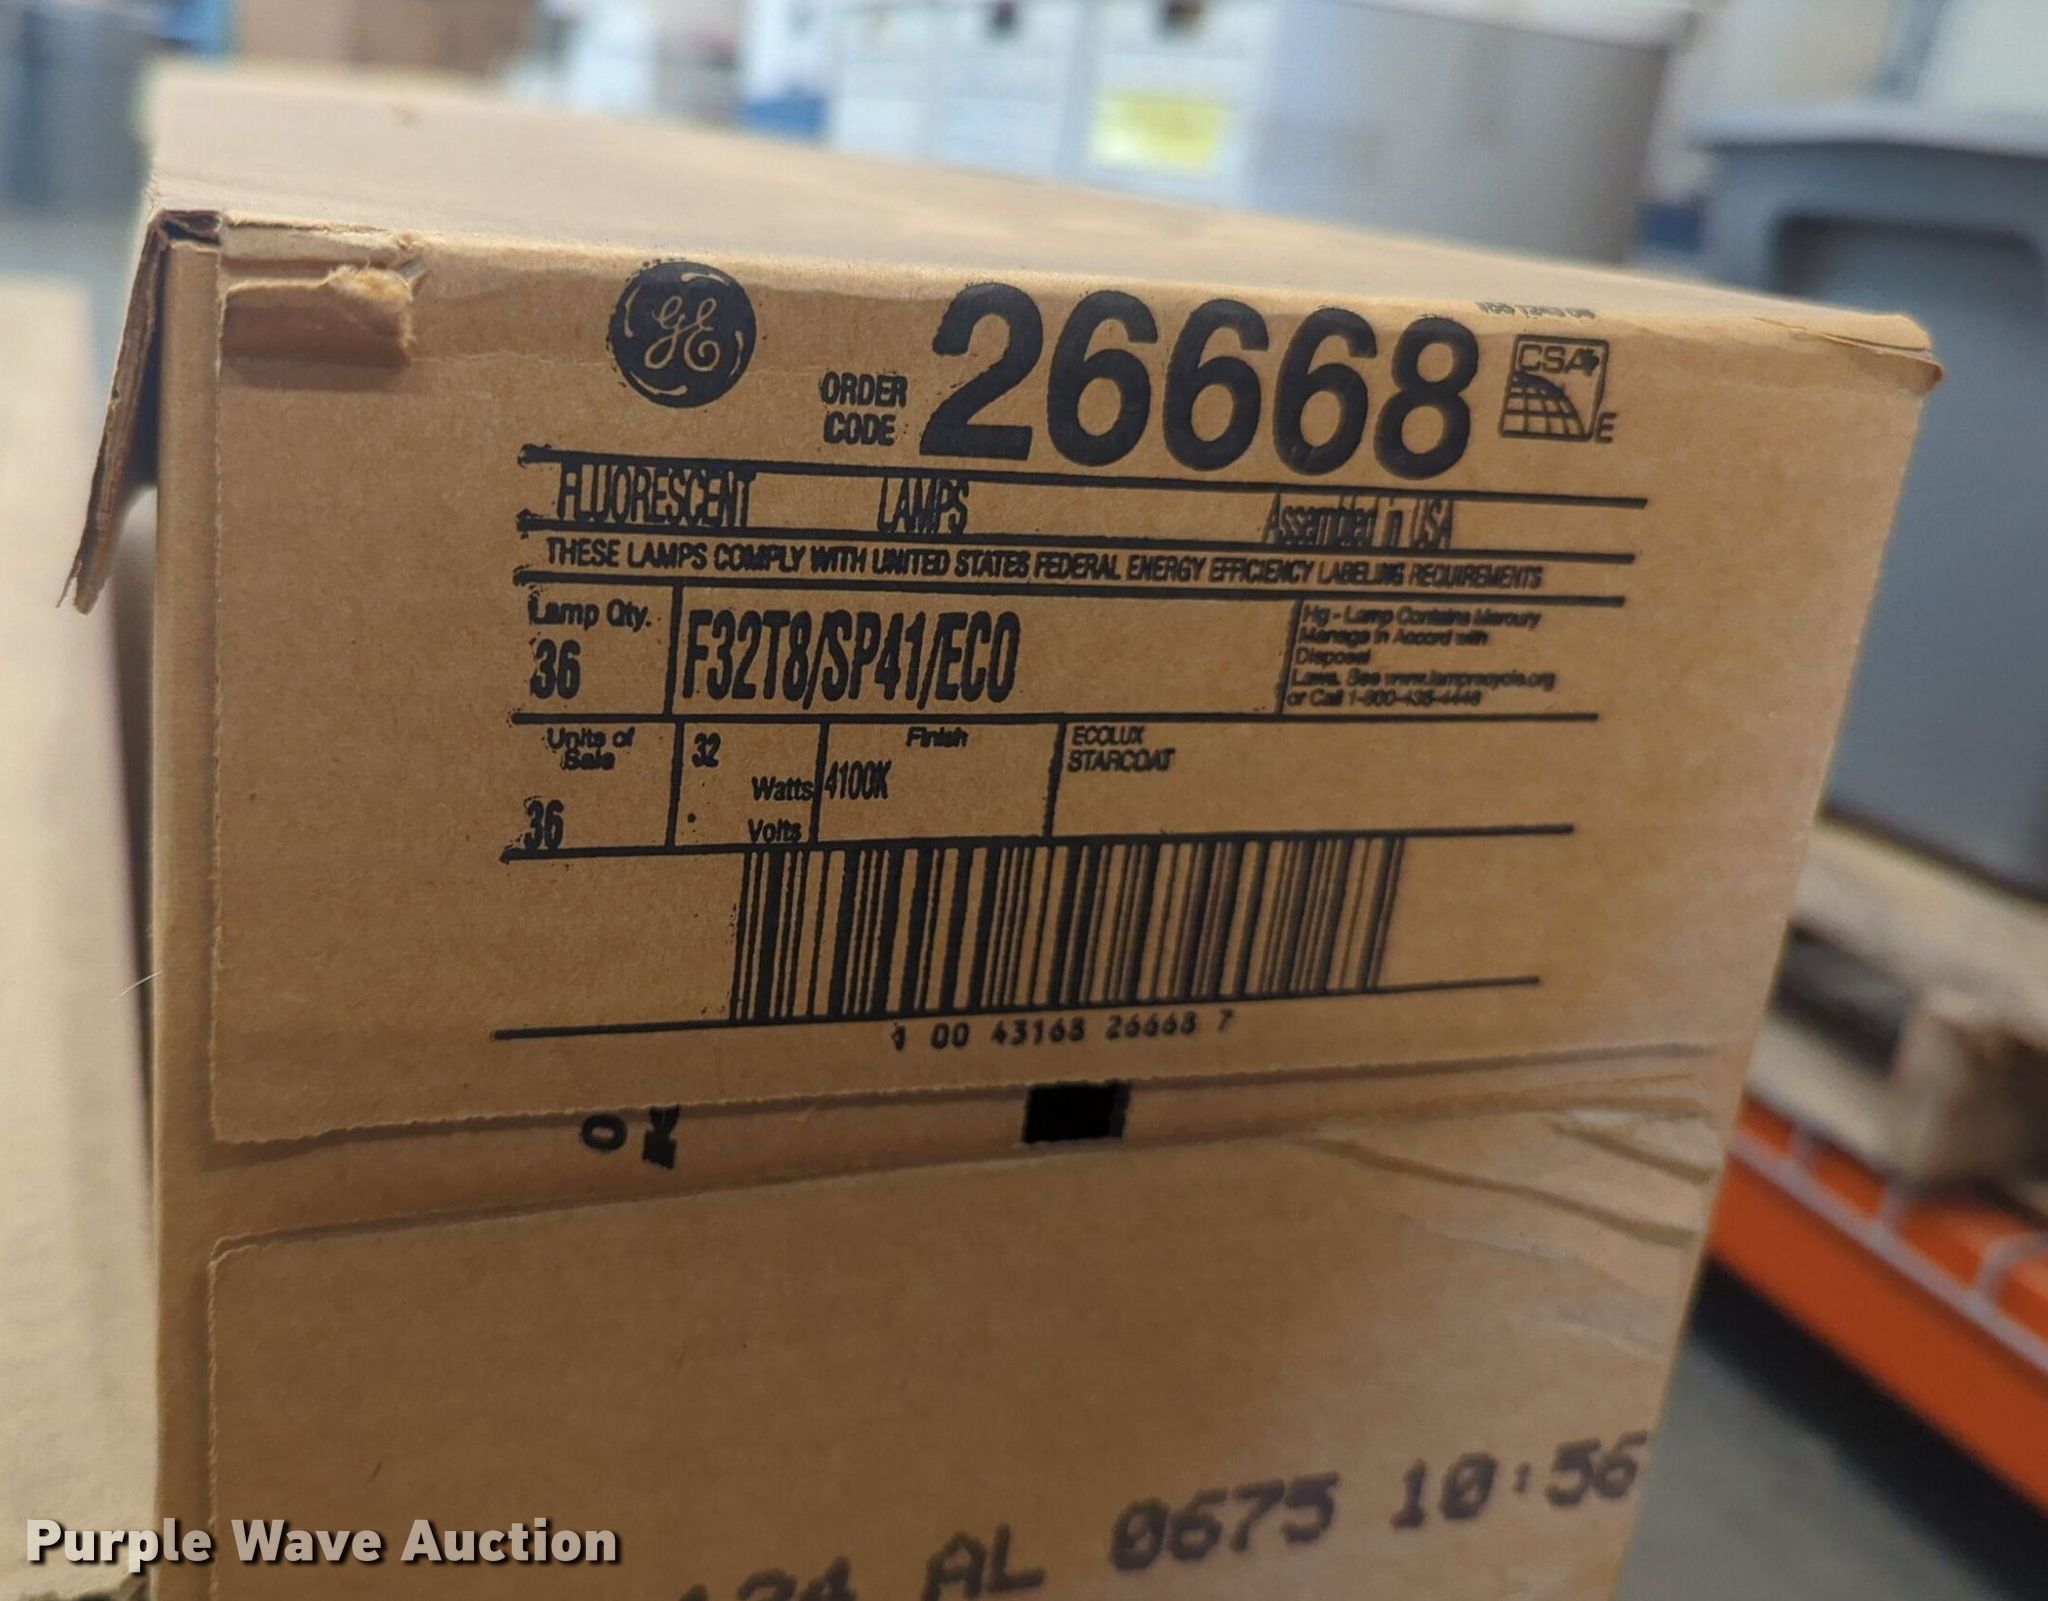 GE
ORDER
CODE
26668
CSA
E
FLUORESCENT LAMPS Assembled in USA
THESE LAMPS COMPLY WITH UNITED STATES FEDERAL ENERGY EFFICIENCY LABELING REQUIREMENTS
Lamp Qty.
36
F32T8/SP41/ECO
Hg - Lamp Contains Mercury
Manage in Accord with
Disposal
Laws. See www.lamprecycle.org
or Call 1-800-435-4448
Units of
Sale
36
32
Watts
Volts
Finish
4100K
ECOLUX
STARCOAT
1 00 43168 26668 7
AL 0675 10:56
Purple Wave Auction